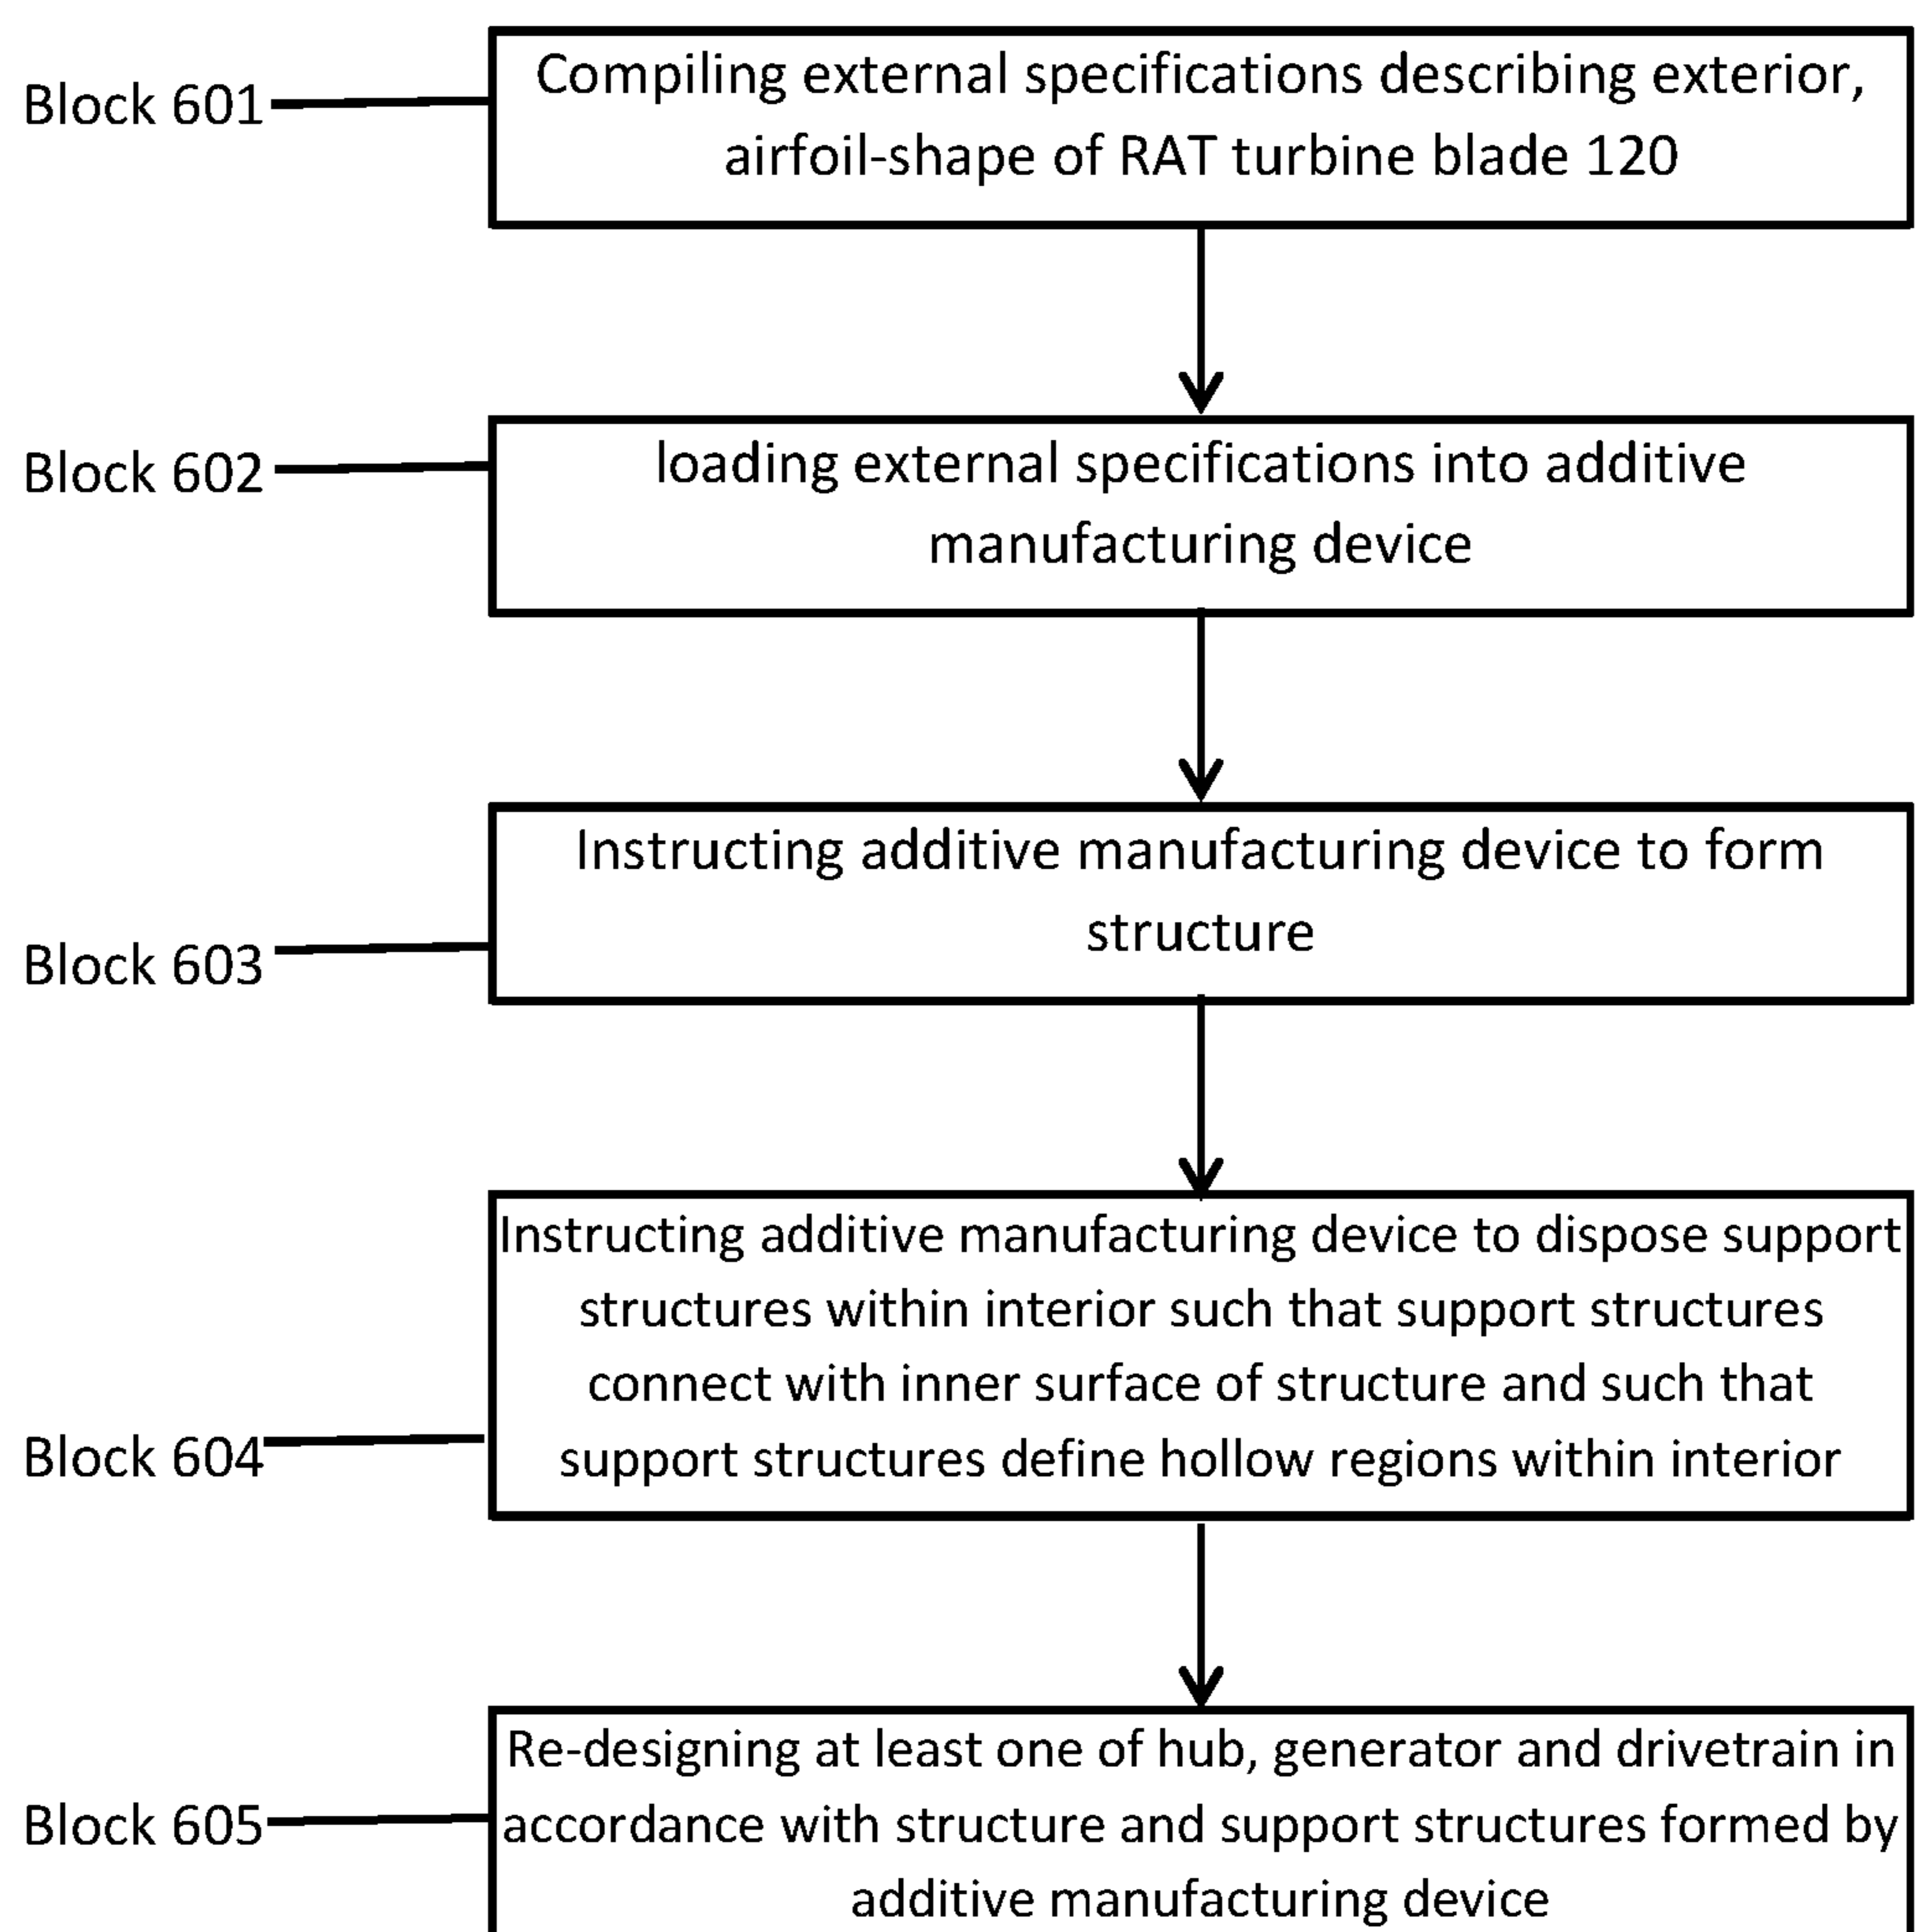 Block 601
Compiling external specifications describing exterior,
airfoil-shape of RAT turbine blade 120
Block 602
loading external specifications into additive
manufacturing device
Block 603
Instructing additive manufacturing device to form
structure
Block 604
Instructing additive manufacturing device to dispose support
structures within interior such that support structures
connect with inner surface of structure and such that
support structures define hollow regions within interior
Block 605
Re-designing at least one of hub, generator and drivetrain in
accordance with structure and support structures formed by
additive manufacturing device